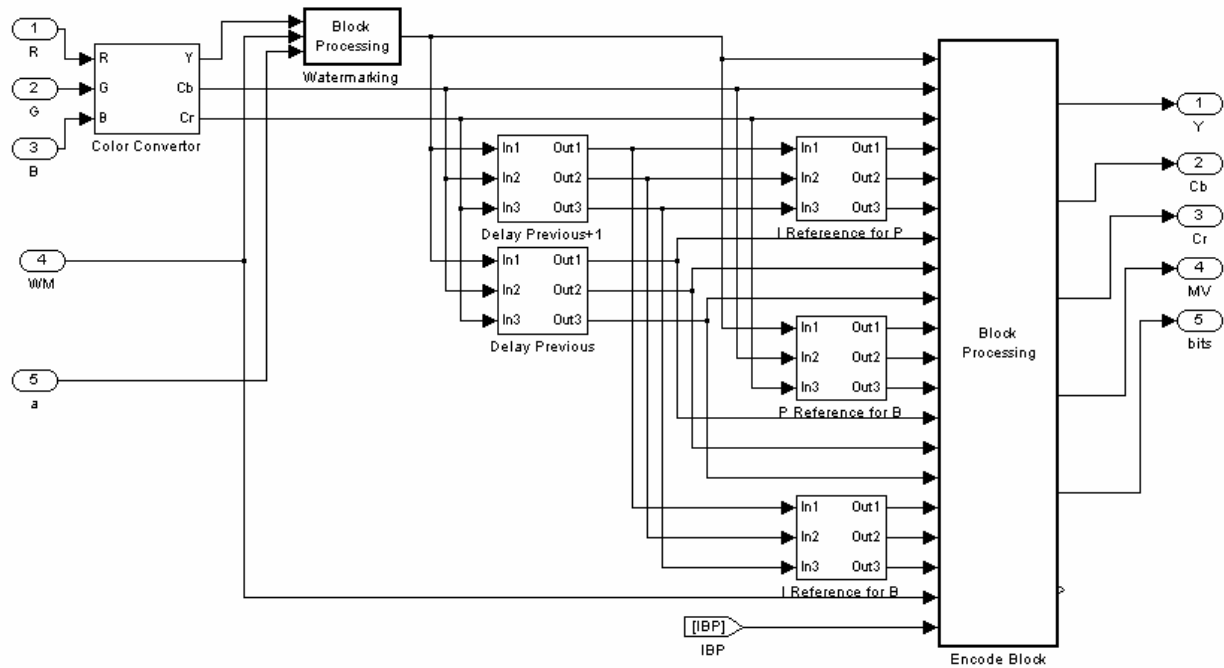 1
R
2
G
3
B
4
WM
5
a
R
G
B
Y
Cb
Cr
Color Convertor
Block
Processing
Watermarking
In1 Out1
In2 Out2
In3 Out3
Delay Previous+1
In1 Out1
In2 Out2
In3 Out3
Delay Previous
In1 Out1
In2 Out2
In3 Out3
I Refereence for P
In1 Out1
In2 Out2
In3 Out3
P Reference for B
In1 Out1
In2 Out2
In3 Out3
I Reference for B
[IBP]
IBP
Block
Processing
Encode Block
1
Y
2
Cb
3
Cr
4
MV
5
bits